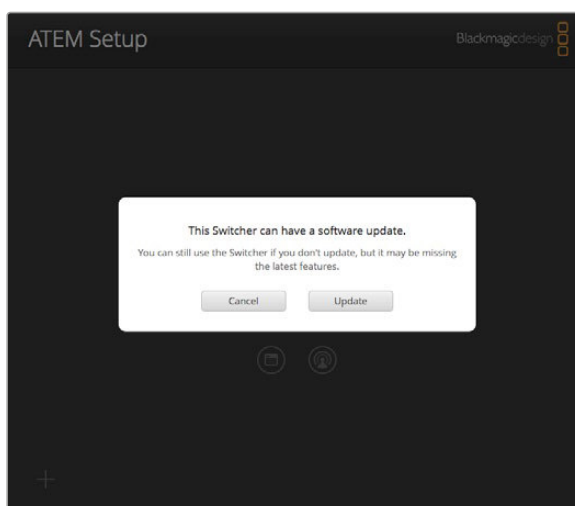 ATEM Setup
Blackmagicdesign
This Switcher can have a software update.
You can still use the Switcher if you don't update, but it may be missing
the latest features.
Cancel
Update